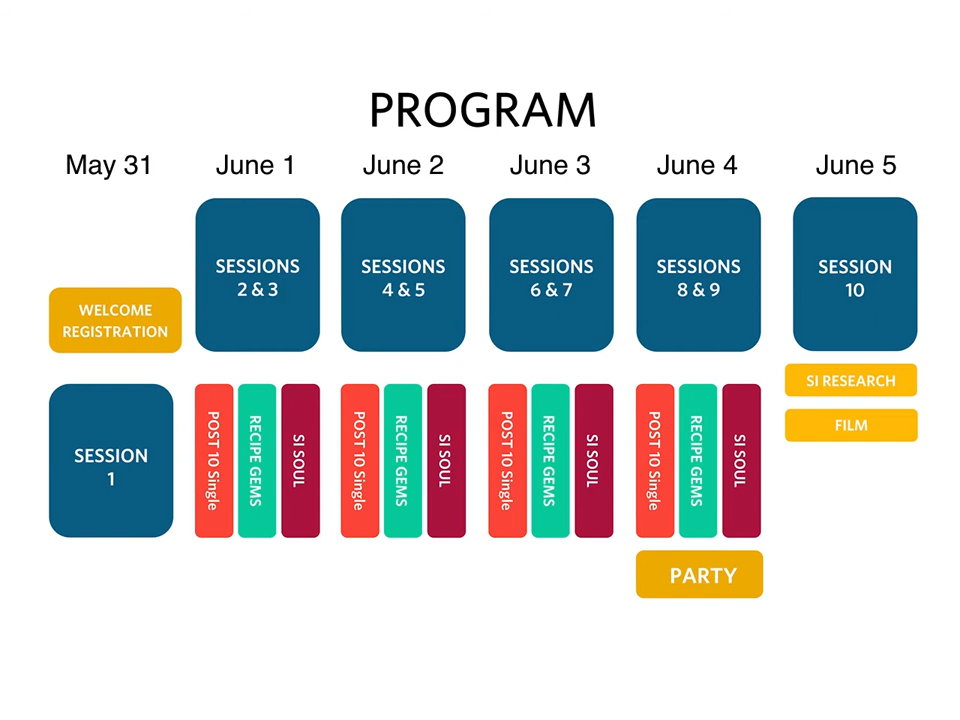 PROGRAM
May 31
June 1
June 2
June 3
June 4
June 5
WELCOME
REGISTRATION
SESSIONS
2 & 3
SESSIONS
4 & 5
SESSIONS
6 & 7
SESSIONS
8 & 9
SESSION
10
SI RESEARCH
FILM
SESSION
1
POST 10 Single
RECIPE GEMS
SI SOUL
POST 10 Single
RECIPE GEMS
SI SOUL
POST 10 Single
RECIPE GEMS
SI SOUL
POST 10 Single
RECIPE GEMS
SI SOUL
PARTY